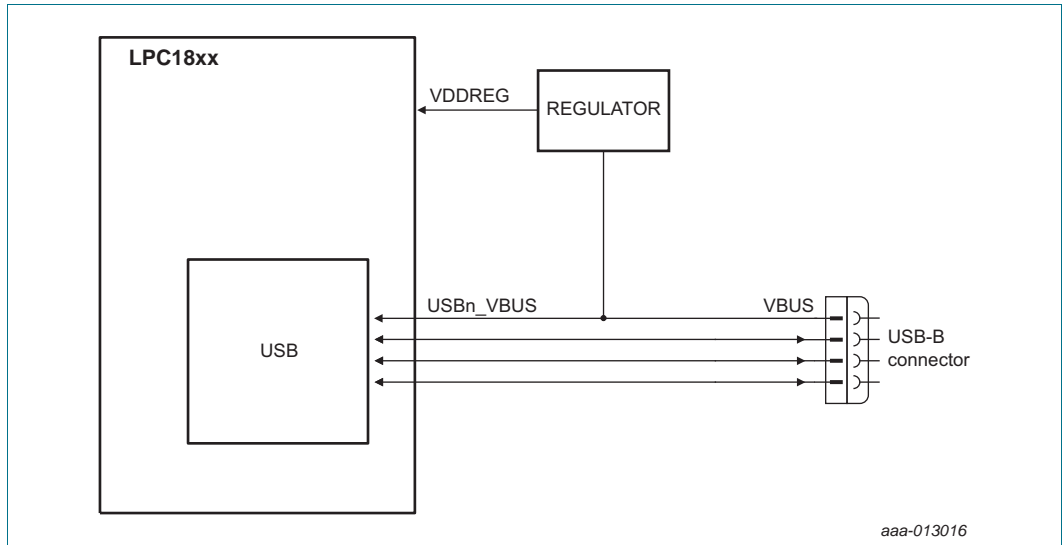 LPC18xx
VDDREG
REGULATOR
USBn_VBUS
VBUS
USB
USB-B
connector
aaa-013016